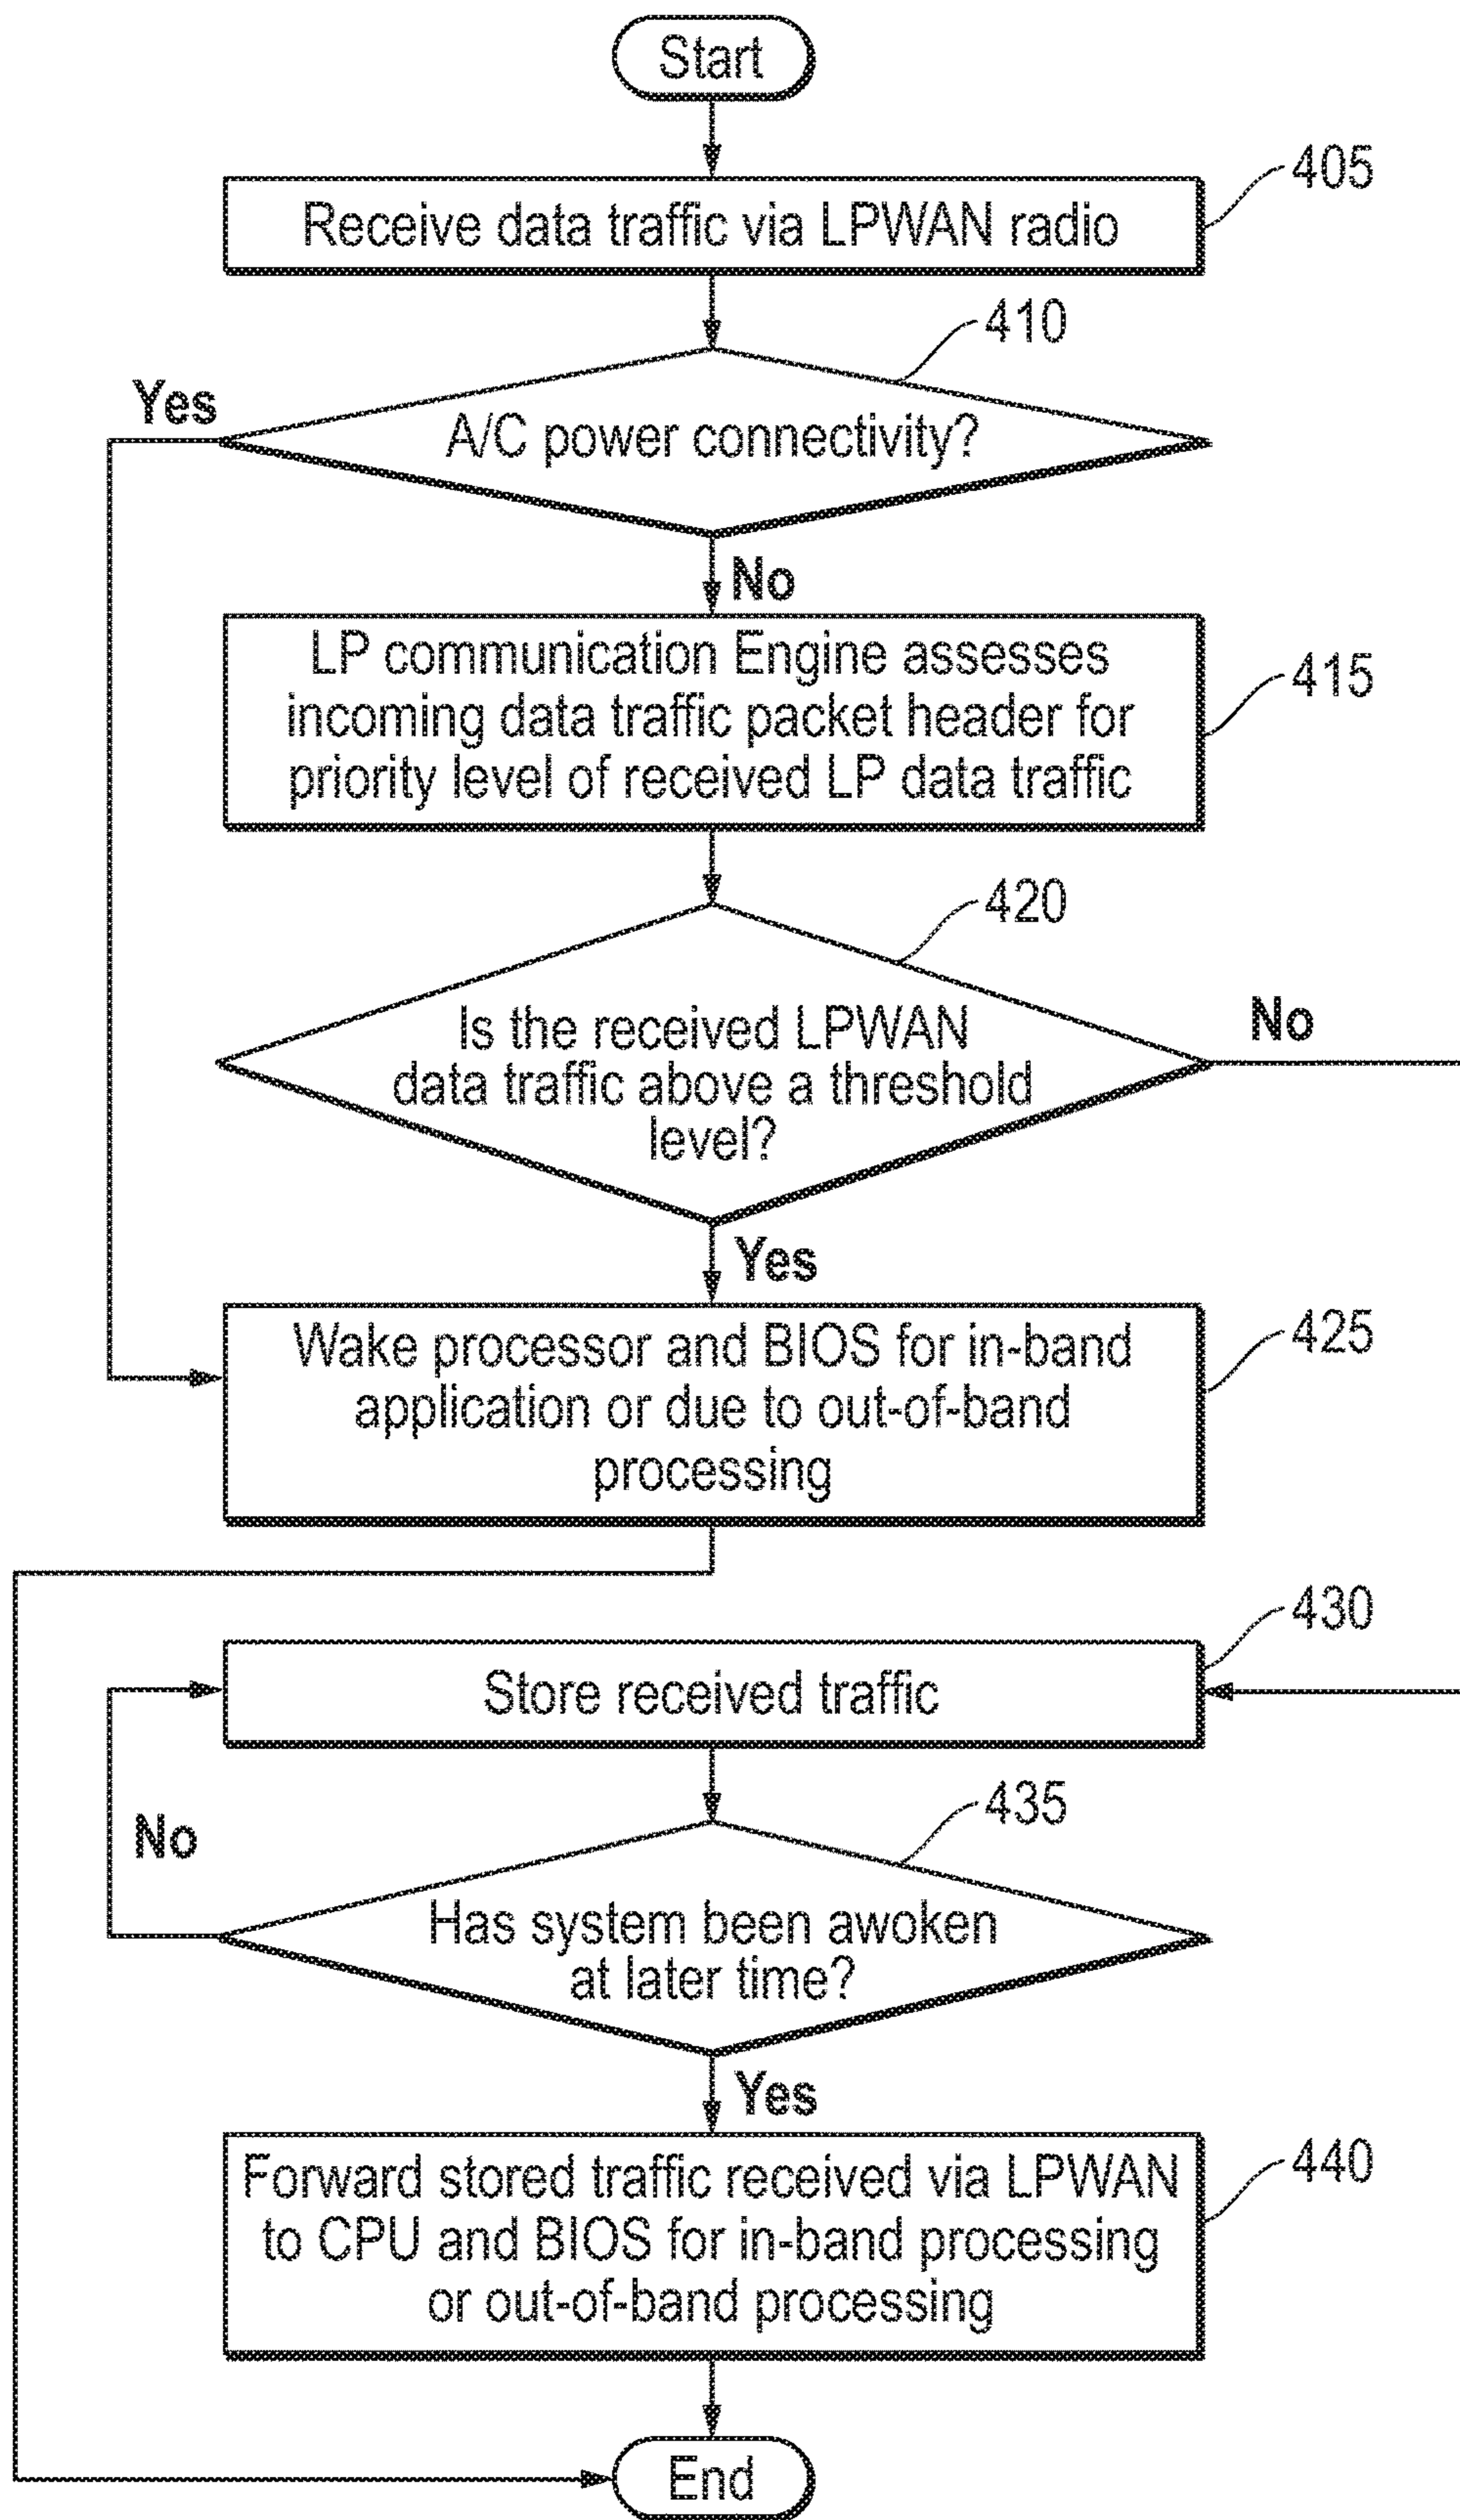 Start
405
Receive data traffic via LPWAN radio
410
Yes
A/C power connectivity?
No
LP communication Engine assesses
incoming data traffic packet header for
priority level of received LP data traffic
415
420
Is the received LPWAN
data traffic above a threshold
level?
No
Yes
Wake processor and BIOS for in-band
application or due to out-of-band
processing
425
430
Store received traffic
435
No
Has system been awoken
at later time?
Yes
Forward stored traffic received via LPWAN
to CPU and BIOS for in-band processing
or out-of-band processing
440
End